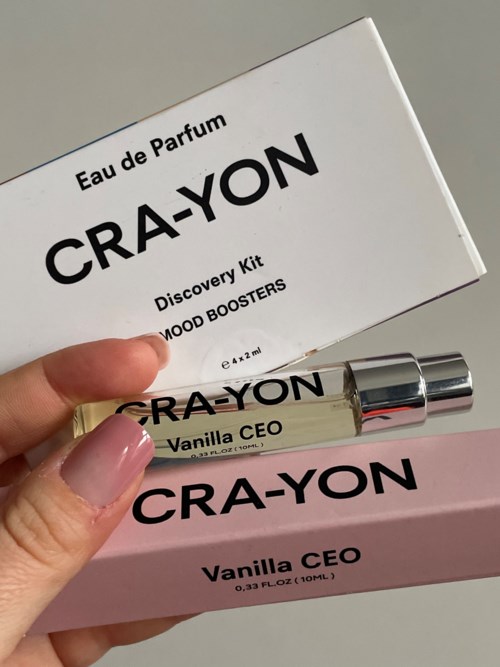 Eau de Parfum
CRA-YON
Discovery Kit
MOOD BOOSTERS
℮ 4 x 2 ml
CRA-YON
Vanilla CEO
0,33 FL.OZ ( 10ML )
CRA-YON
Vanilla CEO
0,33 FL.OZ ( 10ML )